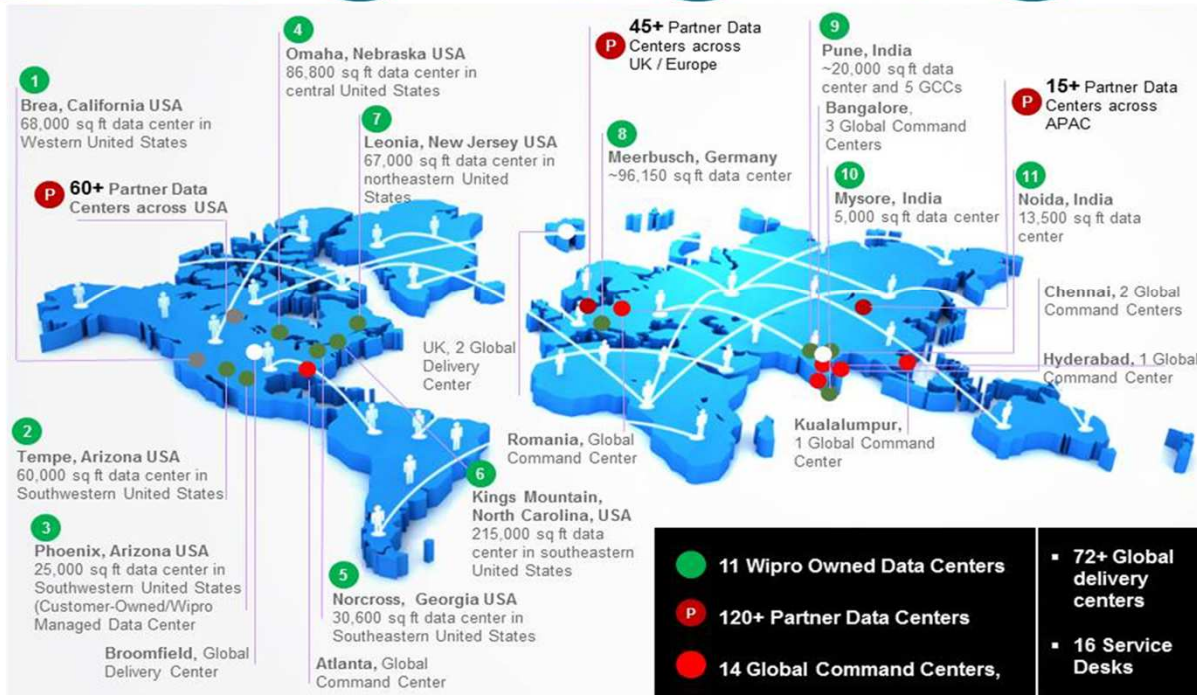 4
Omaha, Nebraska USA
86,800 sq ft data center in
central United States
P
45+ Partner Data
Centers across
UK / Europe
9
Pune, India
~20,000 sq ft data
center and 5 GCCs
Bangalore,
3 Global Command
Centers
P
15+ Partner Data
Centers across
APAC
1
Brea, California USA
68,000 sq ft data center in
Western United States
7
Leonia, New Jersey USA
67,000 sq ft data center in
northeastern United
States
8
Meerbusch, Germany
~96,150 sq ft data center
10
Mysore, India
5,000 sq ft data center
11
Noida, India
13,500 sq ft data
center
P
60+ Partner Data
Centers across USA
Chennai, 2 Global
Command Centers
UK, 2 Global
Delivery
Center
Hyderabad, 1 Global
Command Center
2
Tempe, Arizona USA
60,000 sq ft data center in
Southwestern United States
Romania, Global
Command Center
Kualalumpur,
1 Global Command
Center
3
Phoenix, Arizona USA
25,000 sq ft data center in
Southwestern United States
(Customer-Owned/Wipro
Managed Data Center
6
Kings Mountain,
North Carolina, USA
215,000 sq ft data
center in southeastern
United States
5
Norcross, Georgia USA
30,600 sq ft data center in
Southeastern United States
Broomfield, Global
Delivery Center
Atlanta, Global
Command Center
11 Wipro Owned Data Centers
P
120+ Partner Data Centers
14 Global Command Centers,
▪ 72+ Global
delivery
centers
▪ 16 Service
Desks